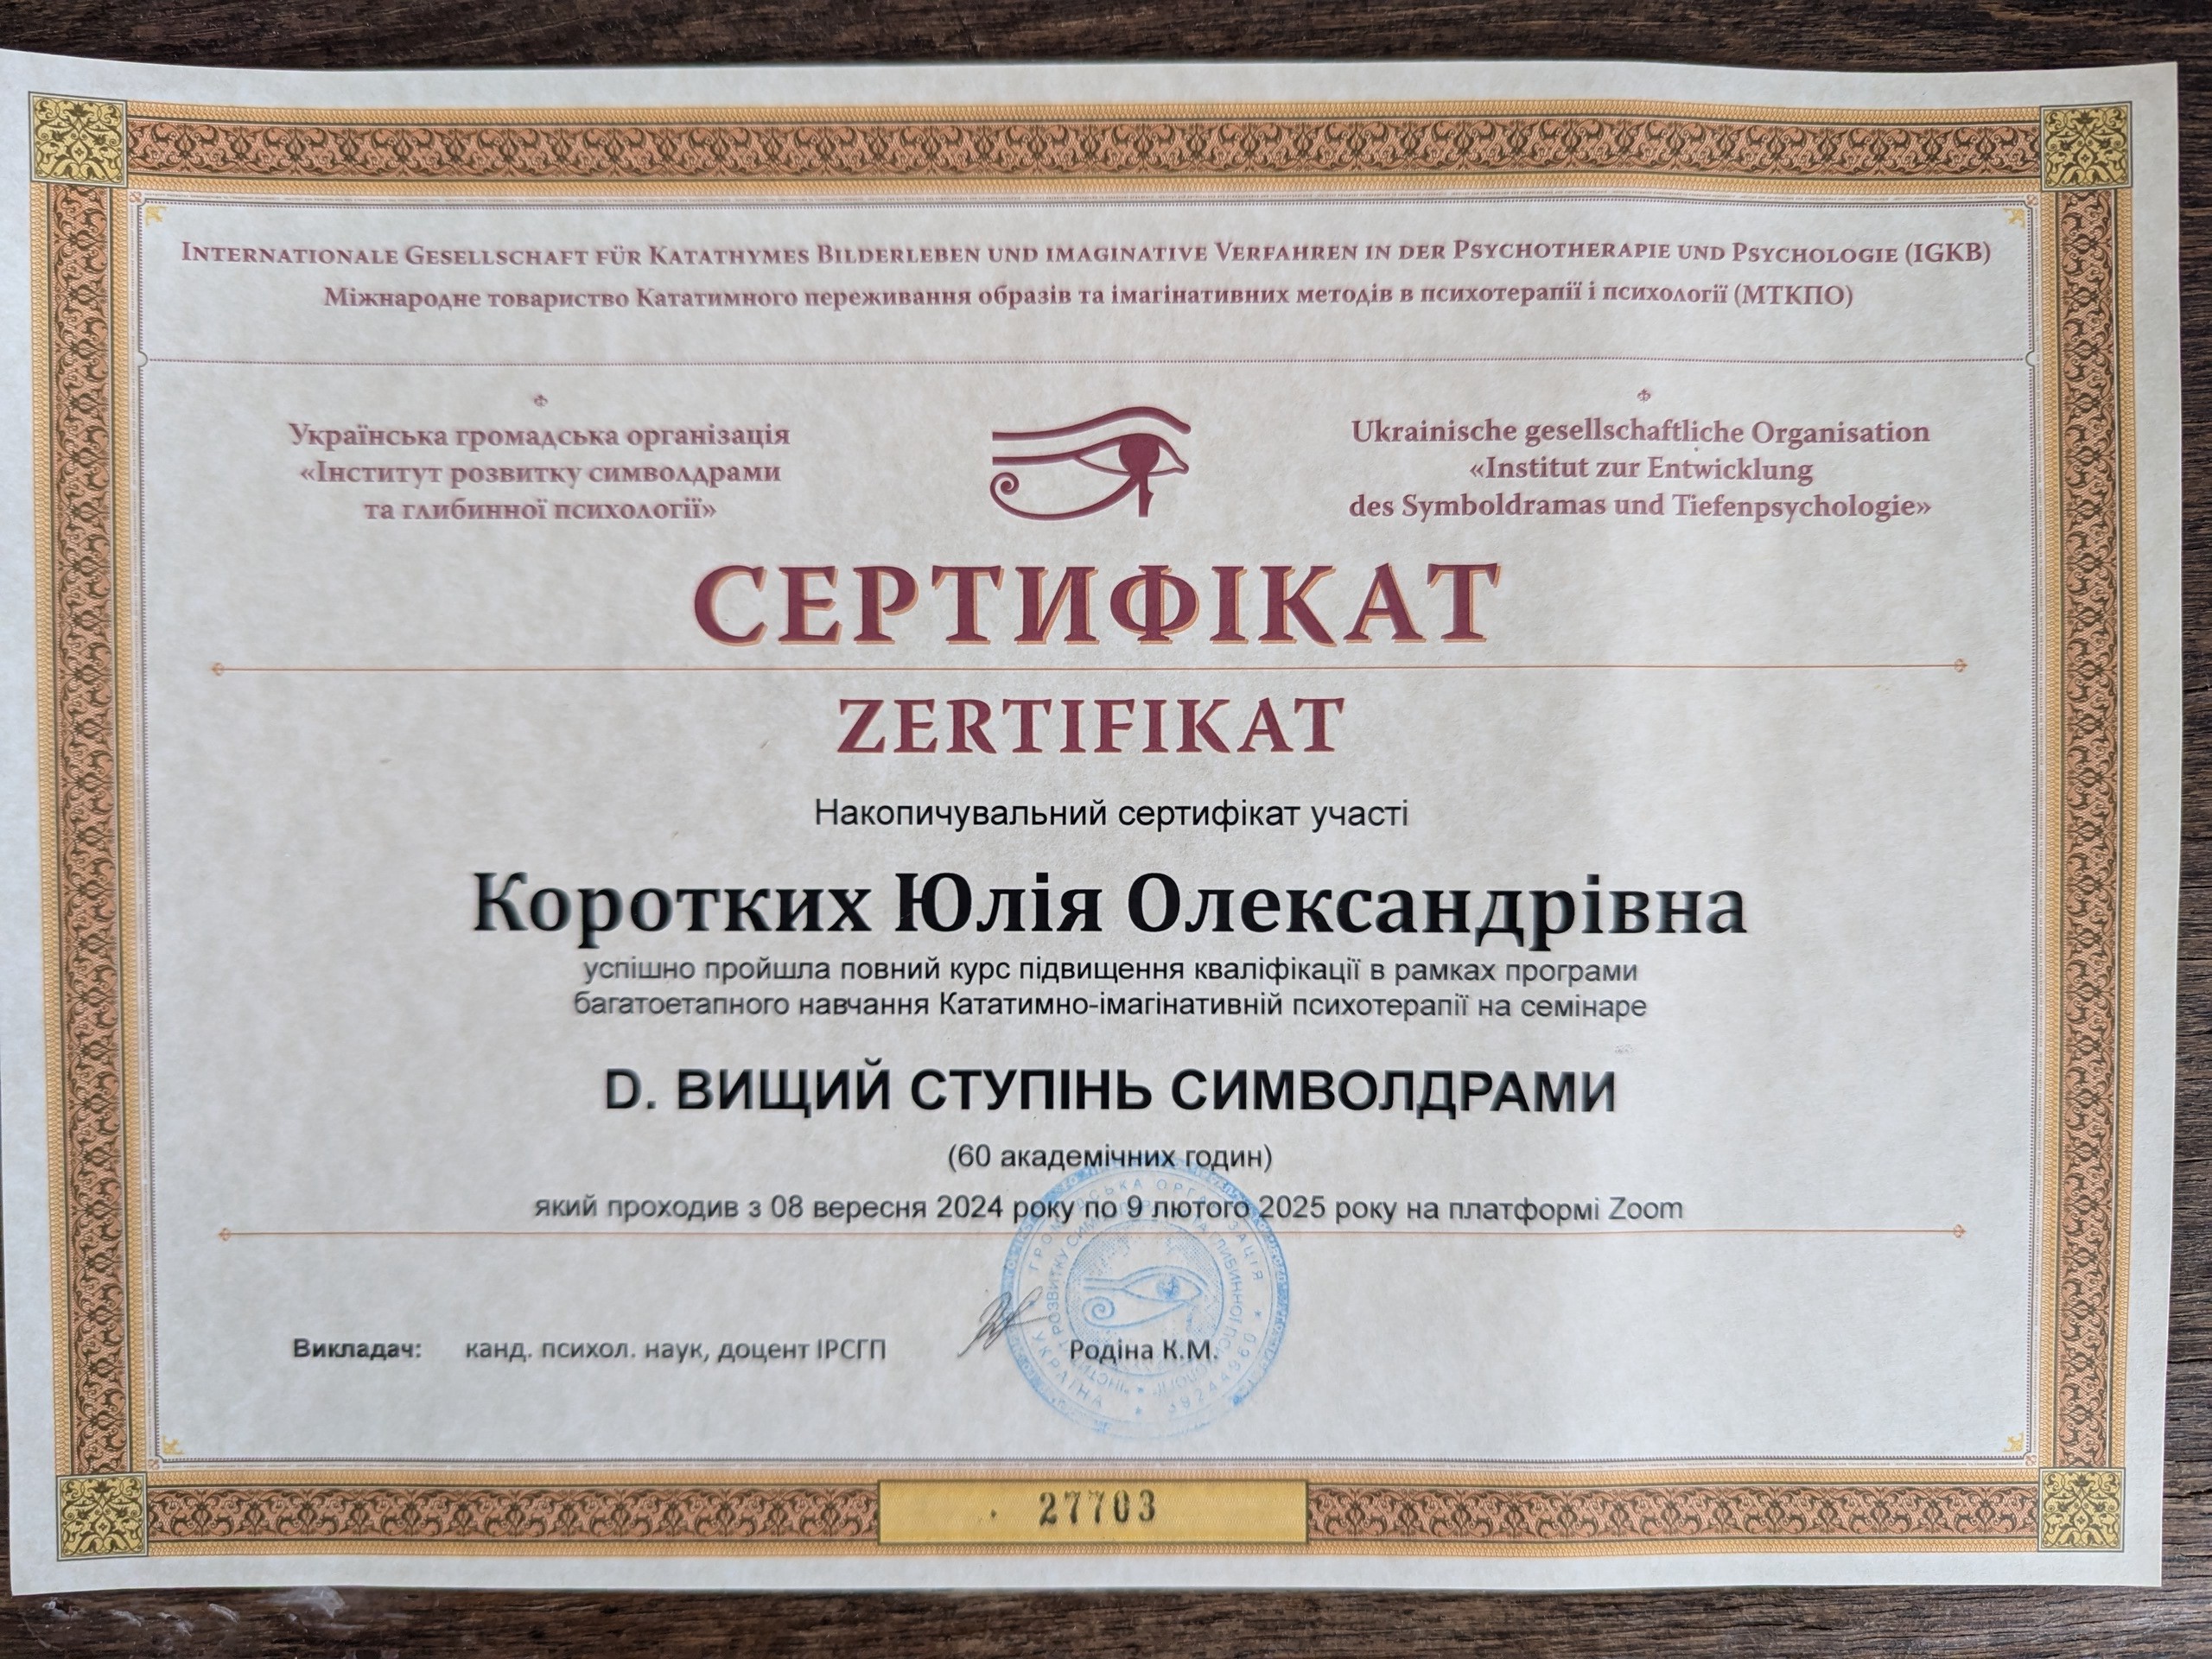 INTERNATIONALE GESELLSCHAFT FÜR KATATHYMES BILDERLEBEN UND IMAGINATIVE VERFAHREN IN DER PSYCHOTHERAPIE UND PSYCHOLOGIE (IGKB)
Міжнародне товариство Кататимного переживання образів та імагінативних методів в психотерапії і психології (МТКПО)
Українська громадська організація
«Інститут розвитку символдрами
та глибинної психології»
Ukrainische gesellschaftliche Organisation
«Institut zur Entwicklung
des Symboldramas und Tiefenpsychologie»
СЕРТИФІКАТ
ZERTIFIKAT
Накопичувальний сертифікат участі
Коротких Юлія Олександрівна
успішно пройшла повний курс підвищення кваліфікації в рамках програми
багатоетапного навчання Кататимно-імагінативній психотерапії на семінаре
D. ВИЩИЙ СТУПІНЬ СИМВОЛДРАМИ
(60 академічних годин)
який проходив з 08 вересня 2024 року по 9 лютого 2025 року на платформі Zoom
Викладач: канд. психол. наук, доцент ІРСГП Родіна К.М.
УКРАЇНА * ГРОМАДСЬКА ОРГАНІЗАЦІЯ * 39244960
27703